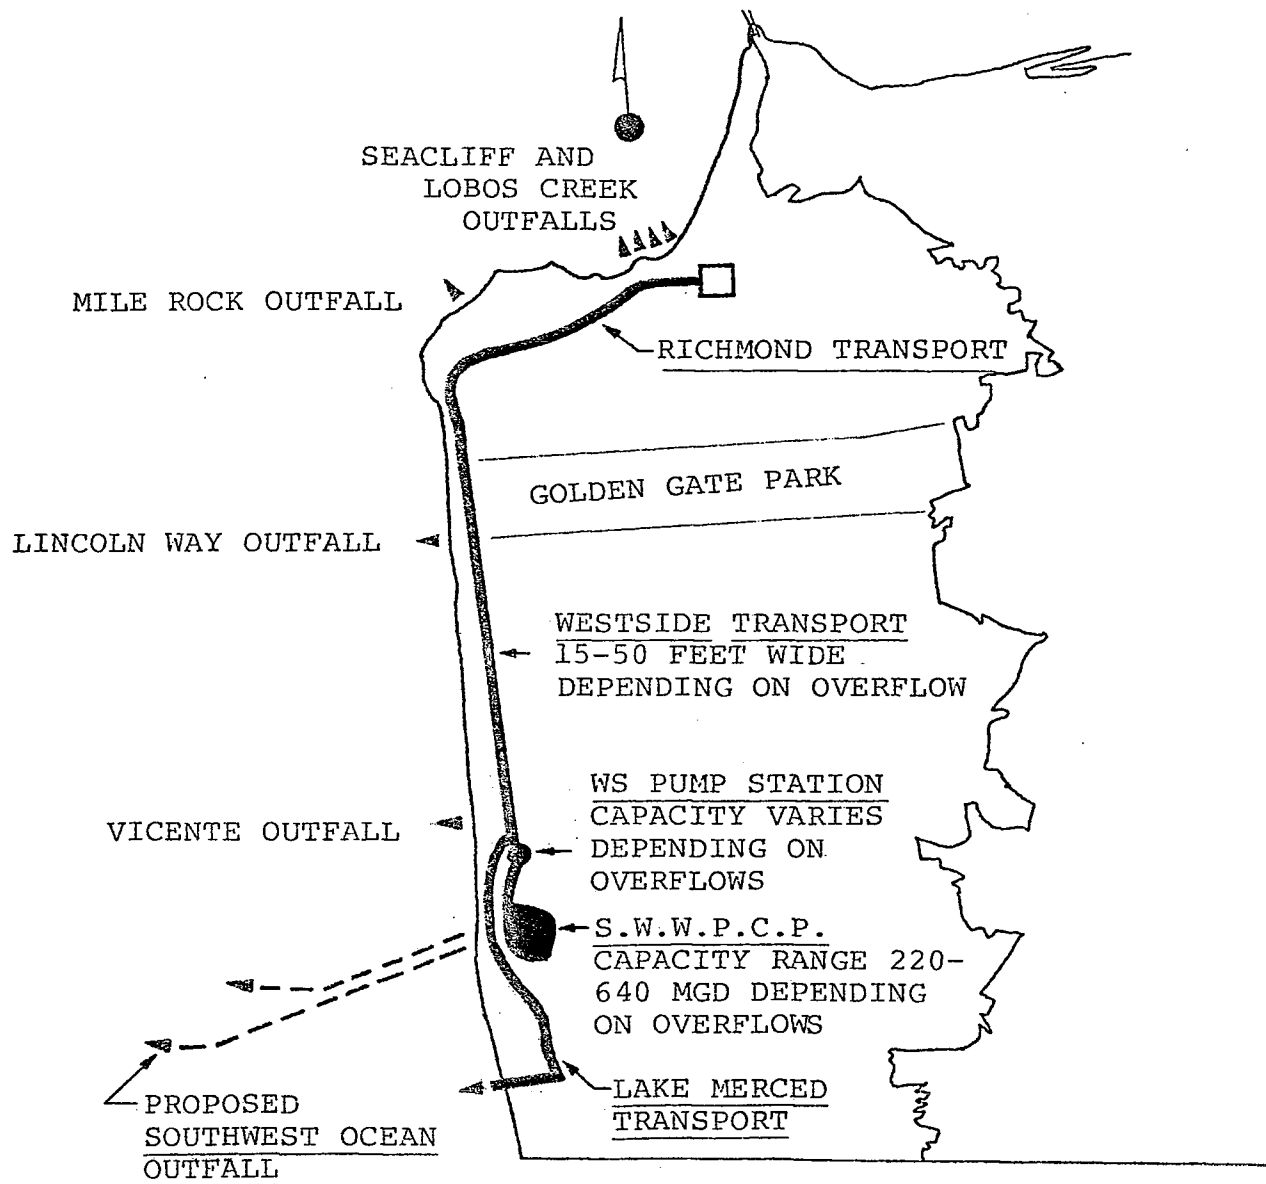 SEACLIFF AND
LOBOS CREEK
OUTFALLS
MILE ROCK OUTFALL
RICHMOND TRANSPORT
GOLDEN GATE PARK
LINCOLN WAY OUTFALL
WESTSIDE TRANSPORT
15-50 FEET WIDE
DEPENDING ON OVERFLOW
WS PUMP STATION
CAPACITY VARIES
DEPENDING ON
OVERFLOWS
VICENTE OUTFALL
S.W.W.P.C.P.
CAPACITY RANGE 220-
640 MGD DEPENDING
ON OVERFLOWS
LAKE MERCED
TRANSPORT
PROPOSED
SOUTHWEST OCEAN
OUTFALL